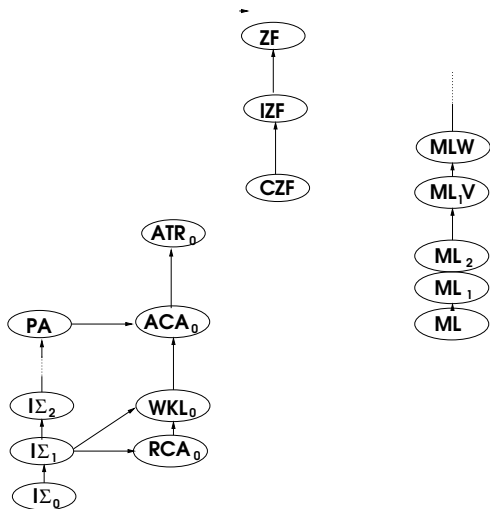 ZF
IZF
MLW
CZF
ML₁V
ATR₀
ML₂
ML₁
PA
ACA₀
ML
IΣ₂
WKL₀
IΣ₁
RCA₀
IΣ₀